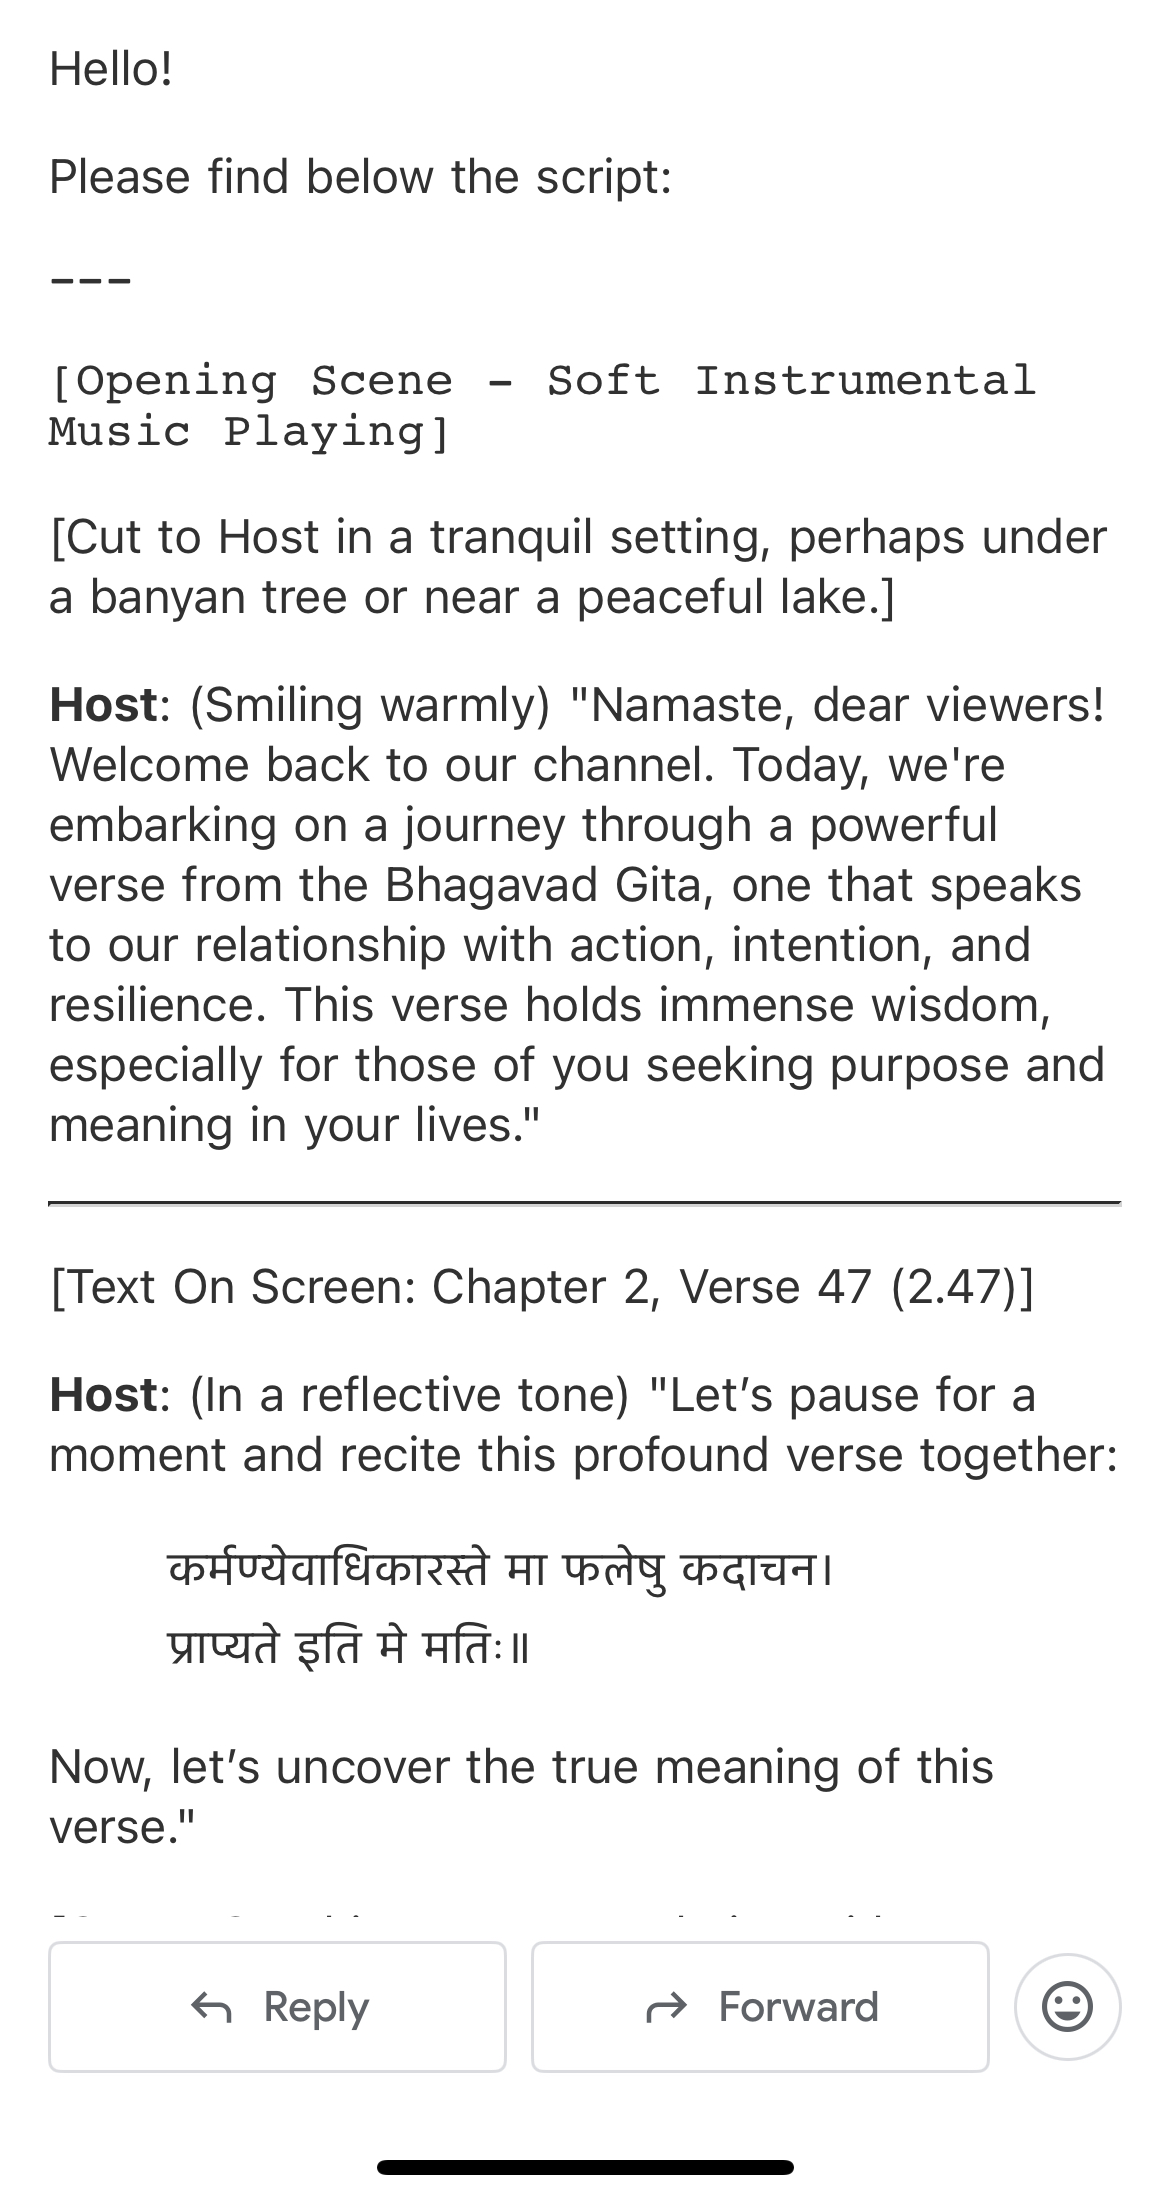 Hello!
Please find below the script:
---
[Opening Scene - Soft Instrumental
Music Playing]
[Cut to Host in a tranquil setting, perhaps under
a banyan tree or near a peaceful lake.]
Host: (Smiling warmly) "Namaste, dear viewers!
Welcome back to our channel. Today, we're
embarking on a journey through a powerful
verse from the Bhagavad Gita, one that speaks
to our relationship with action, intention, and
resilience. This verse holds immense wisdom,
especially for those of you seeking purpose and
meaning in your lives."
[Text On Screen: Chapter 2, Verse 47 (2.47)]
Host: (In a reflective tone) "Let’s pause for a
moment and recite this profound verse together:
कर्मण्येवाधिकारस्ते मा फलेषु कदाचन।
प्राप्यते इति मे मतिः॥
Now, let’s uncover the true meaning of this
verse."
Reply
Forward